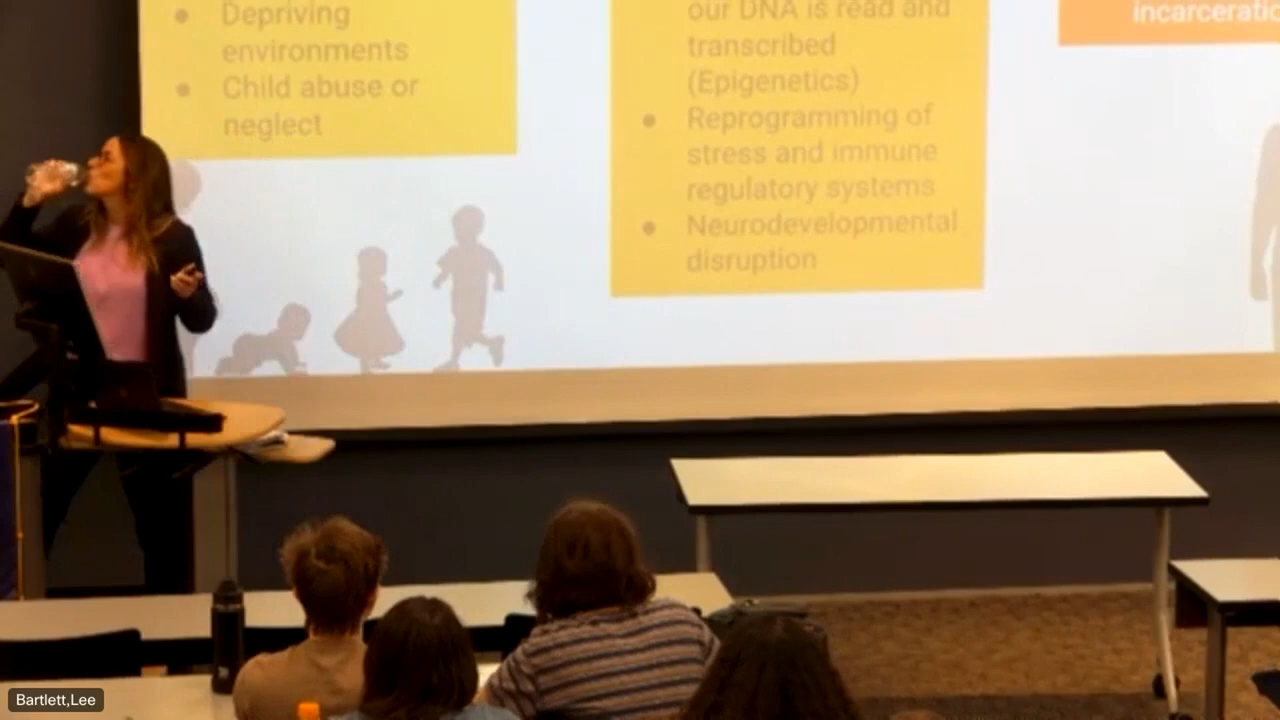 Depriving
environments
Child abuse or
neglect
our DNA is read and
transcribed
(Epigenetics)
Reprogramming of
stress and immune
regulatory systems
Neurodevelopmental
disruption
incarceratio
Bartlett,Lee